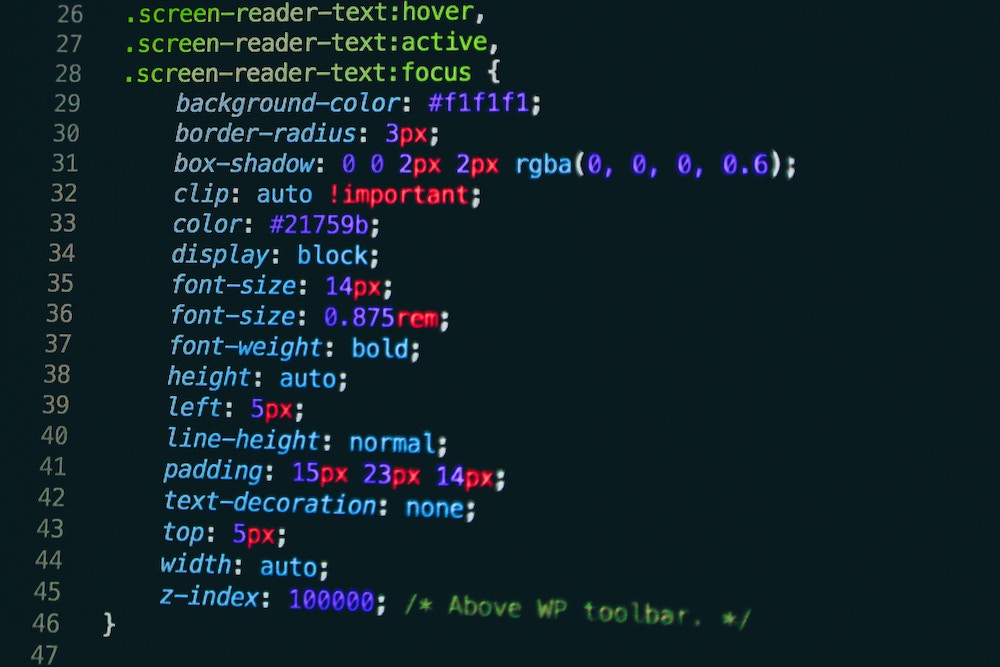 26 .screen-reader-text:hover,
27 .screen-reader-text:active,
28 .screen-reader-text:focus {
29 background-color: #f1f1f1;
30 border-radius: 3px;
31 box-shadow: 0 0 2px 2px rgba(0, 0, 0, 0.6);
32 clip: auto !important;
33 color: #21759b;
34 display: block;
35 font-size: 14px;
36 font-size: 0.875rem;
37 font-weight: bold;
38 height: auto;
39 left: 5px;
40 line-height: normal;
41 padding: 15px 23px 14px;
42 text-decoration: none;
43 top: 5px;
44 width: auto;
45 z-index: 100000; /* Above WP toolbar. */
46 }
47